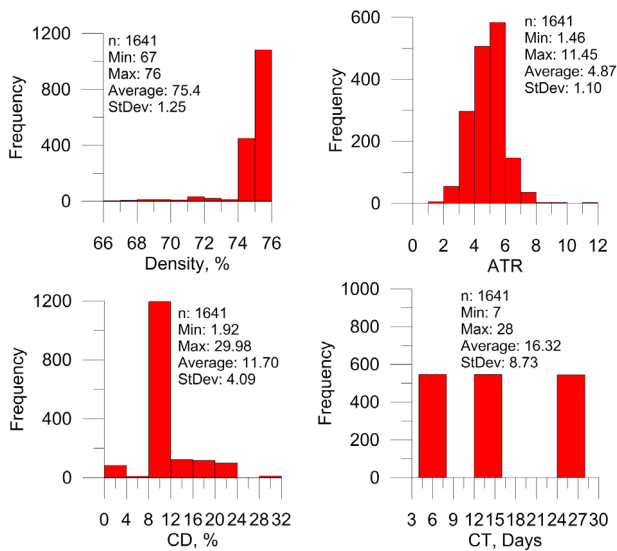 1200
800
400
0
Frequency
n: 1641
Min: 67
Max: 76
Average: 75.4
StDev: 1.25
66 68 70 72 74 76
Density, %
600
400
200
0
Frequency
n: 1641
Min: 1.46
Max: 11.45
Average: 4.87
StDev: 1.10
0 2 4 6 8 10 12
ATR
1200
800
400
0
Frequency
n: 1641
Min: 1.92
Max: 29.98
Average: 11.70
StDev: 4.09
0 4 8 12 16 20 24 28 32
CD, %
1000
800
600
400
200
0
Frequency
n: 1641
Min: 7
Max: 28
Average: 16.32
StDev: 8.73
3 6 9 12 15 18 21 24 27 30
CT, Days